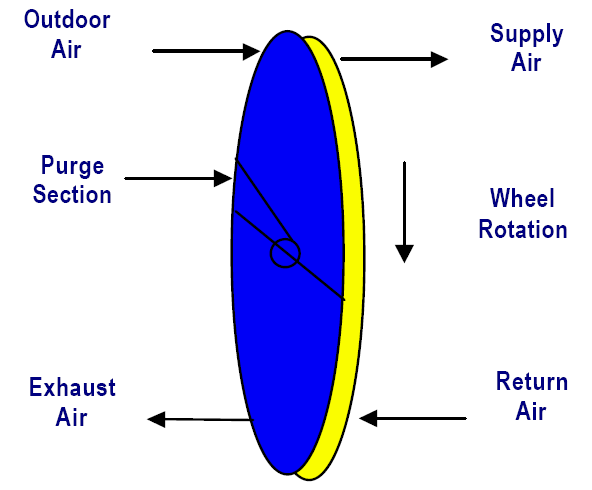 Outdoor
Air
Supply
Air
Purge
Section
Wheel
Rotation
Exhaust
Air
Return
Air